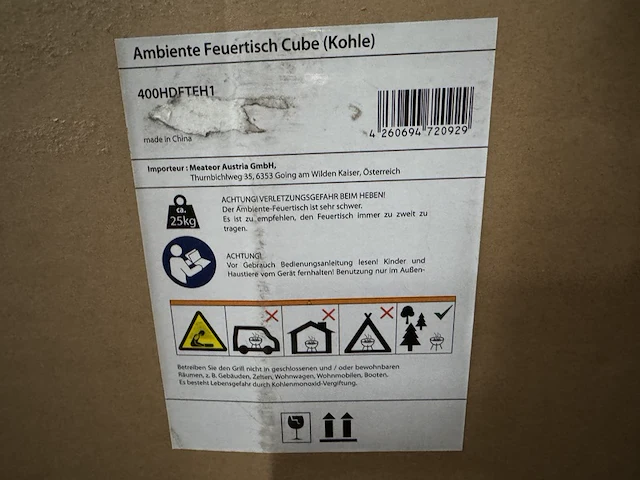 Ambiente Feuertisch Cube (Kohle)
400HDFTEH1
4 260694 720929
made in China
Importeur : Meateor Austria GmbH,
Thurnbichlweg 35, 6353 Going am Wilden Kaiser, Österreich
ca.
25kg
ACHTUNG! VERLETZUNGSGEFAHR BEIM HEBEN!
Der Ambiente-Feuertisch ist sehr schwer.
Es ist zu empfehlen, den Feuertisch immer zu zweit zu
tragen.
ACHTUNG!
Vor Gebrauch Bedienungsanleitung lesen! Kinder und
Haustiere vom Gerät fernhalten! Benutzung nur im Außen-
Betreiben Sie den Grill nicht in geschlossenen und / oder bewohnbaren
Räumen, z. B. Gebäuden, Zelten, Wohnwagen, Wohnmobilen, Booten.
Es besteht Lebensgefahr durch Kohlenmonoxid-Vergiftung.